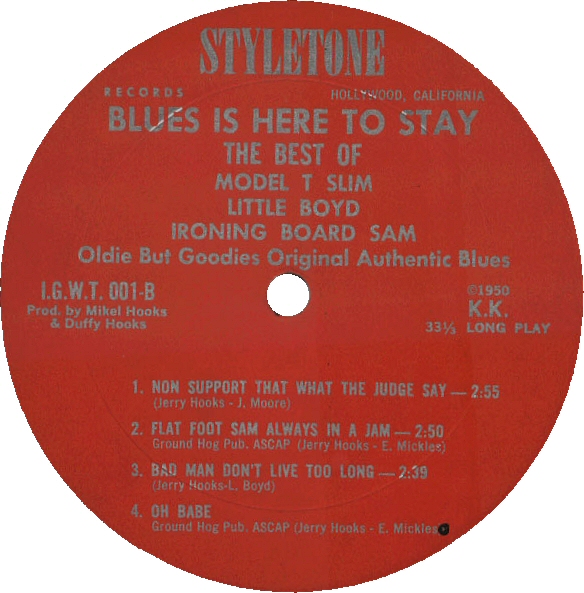 STYLETONE
RECORDS
HOLLYWOOD, CALIFORNIA
BLUES IS HERE TO STAY
THE BEST OF
MODEL T SLIM
LITTLE BOYD
IRONING BOARD SAM
Oldie But Goodies Original Authentic Blues
I.G.W.T. 001-B
Prod. by Mikel Hooks
& Duffy Hooks
©1950
K.K.
33⅓ LONG PLAY
1. NON SUPPORT THAT WHAT THE JUDGE SAY — 2:55
(Jerry Hooks - J. Moore)
2. FLAT FOOT SAM ALWAYS IN A JAM — 2:50
Ground Hog Pub. ASCAP (Jerry Hooks - E. Mickles)
3. BAD MAN DON'T LIVE TOO LONG — 2:39
(Jerry Hooks-L. Boyd)
4. OH BABE
Ground Hog Pub. ASCAP (Jerry Hooks - E. Mickles